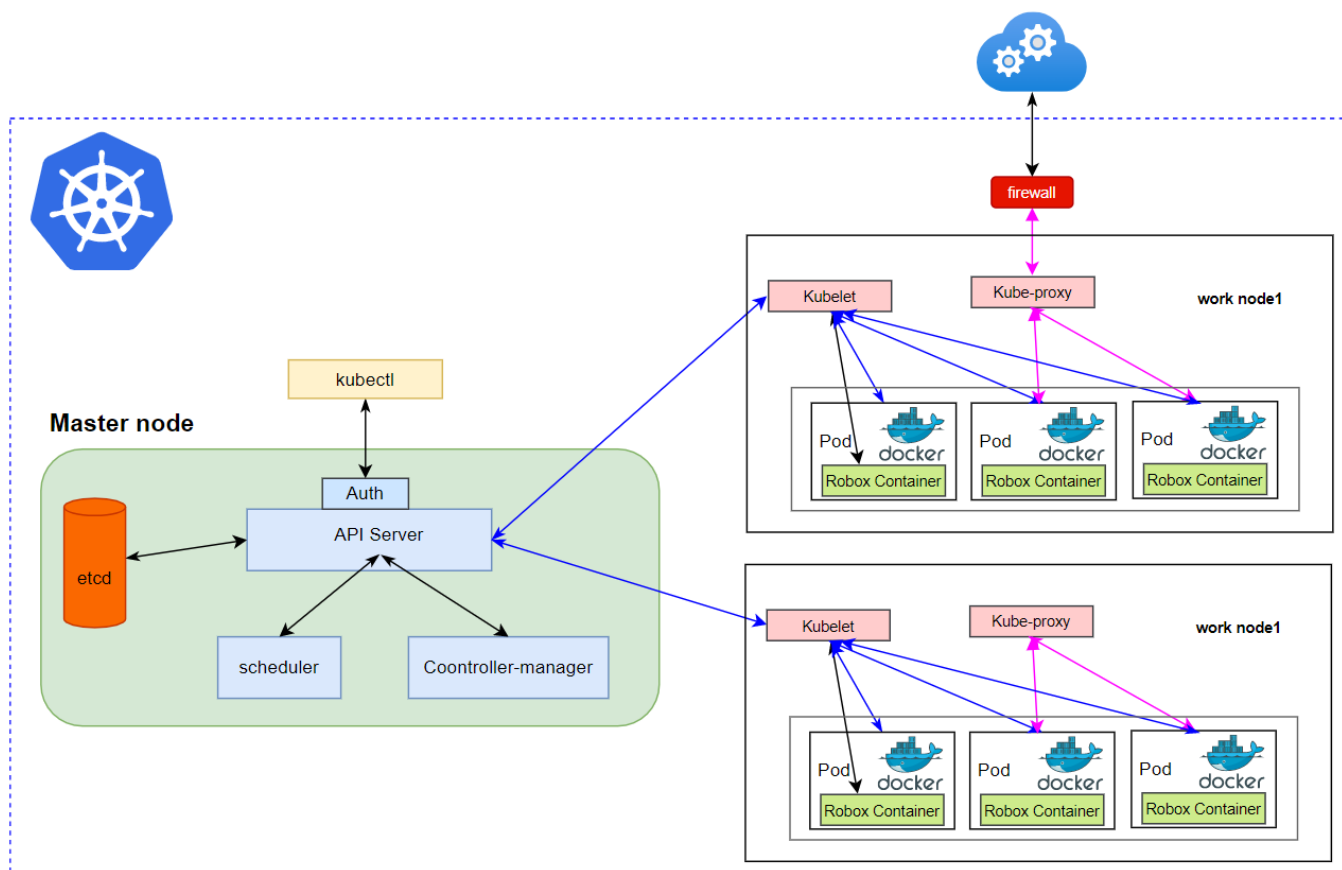 firewall
Kubelet
Kube-proxy
work node1
kubectl
Master node
Pod
docker
Robox Container
Pod
docker
Robox Container
Pod
docker
Robox Container
Auth
API Server
etcd
scheduler
Coontroller-manager
Kubelet
Kube-proxy
work node1
Pod
docker
Robox Container
Pod
docker
Robox Container
Pod
docker
Robox Container